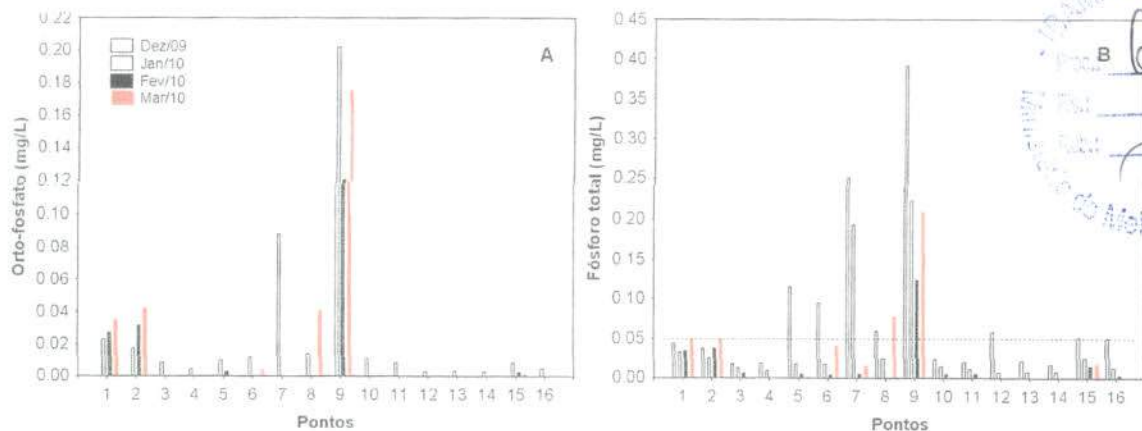 A
Dez/09
Jan/10
Fev/10
Mar/10
Orto-fosfato (mg/L)
0.22
0.20
0.18
0.16
0.14
0.12
0.10
0.08
0.06
0.04
0.02
0.00
1 2 3 4 5 6 7 8 9 10 11 12 13 14 15 16
Pontos
B
Fósforo total (mg/L)
0.45
0.40
0.35
0.30
0.25
0.20
0.15
0.10
0.05
0.00
1 2 3 4 5 6 7 8 9 10 11 12 13 14 15 16
Pontos